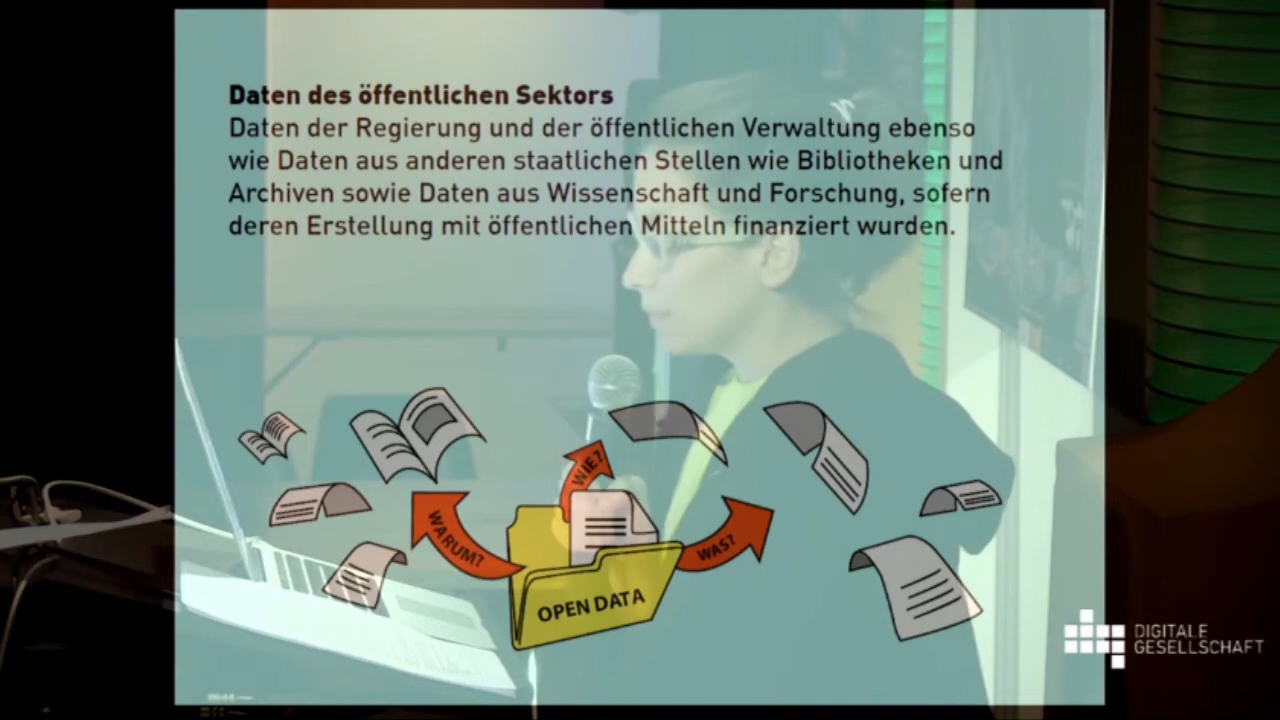 Daten des öffentlichen Sektors
Daten der Regierung und der öffentlichen Verwaltung ebenso
wie Daten aus anderen staatlichen Stellen wie Bibliotheken und
Archiven sowie Daten aus Wissenschaft und Forschung, sofern
deren Erstellung mit öffentlichen Mitteln finanziert wurden.
WIE?
WARUM?
WAS?
OPEN DATA
DIGITALE
GESELLSCHAFT